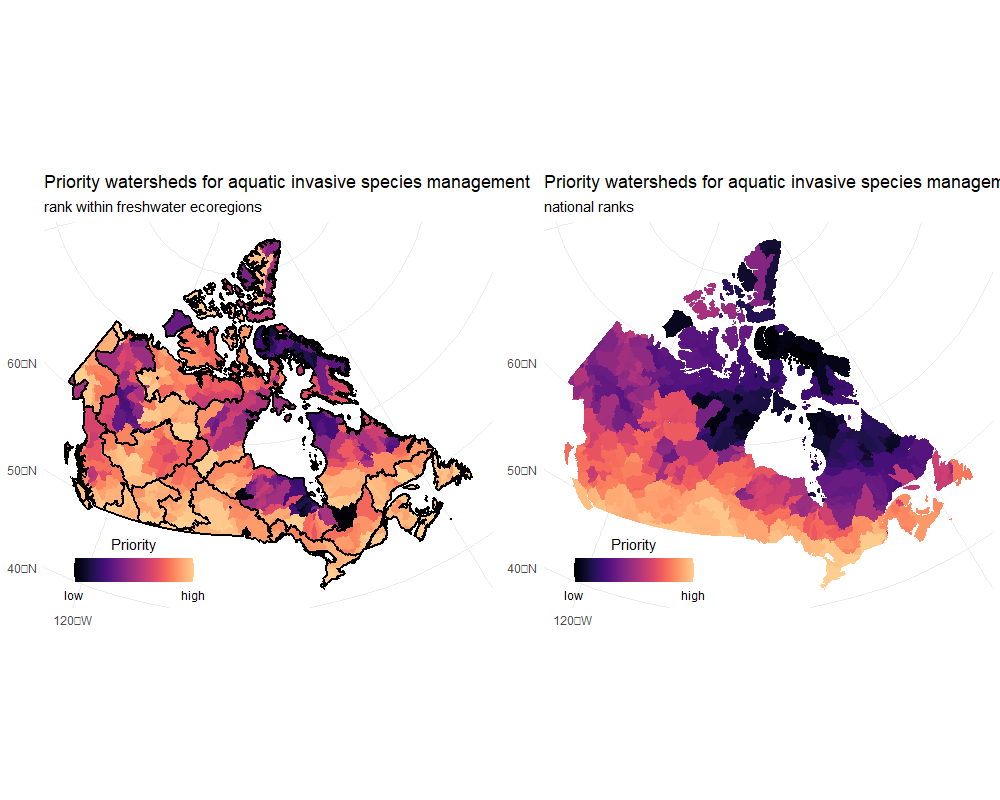 Priority watersheds for aquatic invasive species management
rank within freshwater ecoregions
60□N
50□N
40□N
120□W
Priority
low high
Priority watersheds for aquatic invasive species managem
national ranks
60□N
50□N
40□N
120□W
Priority
low high